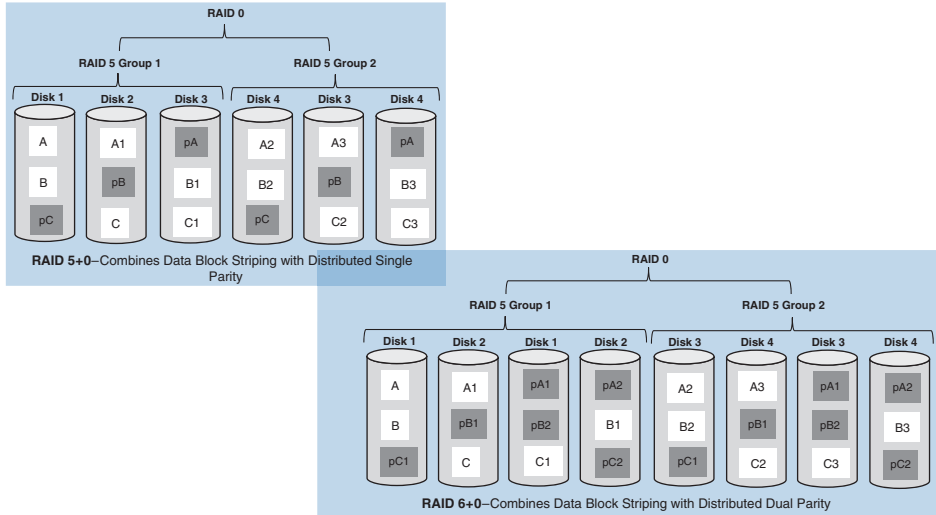 RAID 0
RAID 5 Group 1 RAID 5 Group 2
Disk 1 Disk 2 Disk 3 Disk 4 Disk 3 Disk 4
A A1 pA A2 A3 pA
B pB B1 B2 pB B3
pC C C1 pC C2 C3
RAID 5+0–Combines Data Block Striping with Distributed Single
Parity
RAID 0
RAID 5 Group 1 RAID 5 Group 2
Disk 1 Disk 2 Disk 1 Disk 2 Disk 3 Disk 4 Disk 3 Disk 4
A A1 pA1 pA2 A2 A3 pA1 pA2
B pB1 pB2 B1 B2 pB1 pB2 B3
pC1 C C1 pC2 pC1 C2 C3 pC2
RAID 6+0–Combines Data Block Striping with Distributed Dual Parity